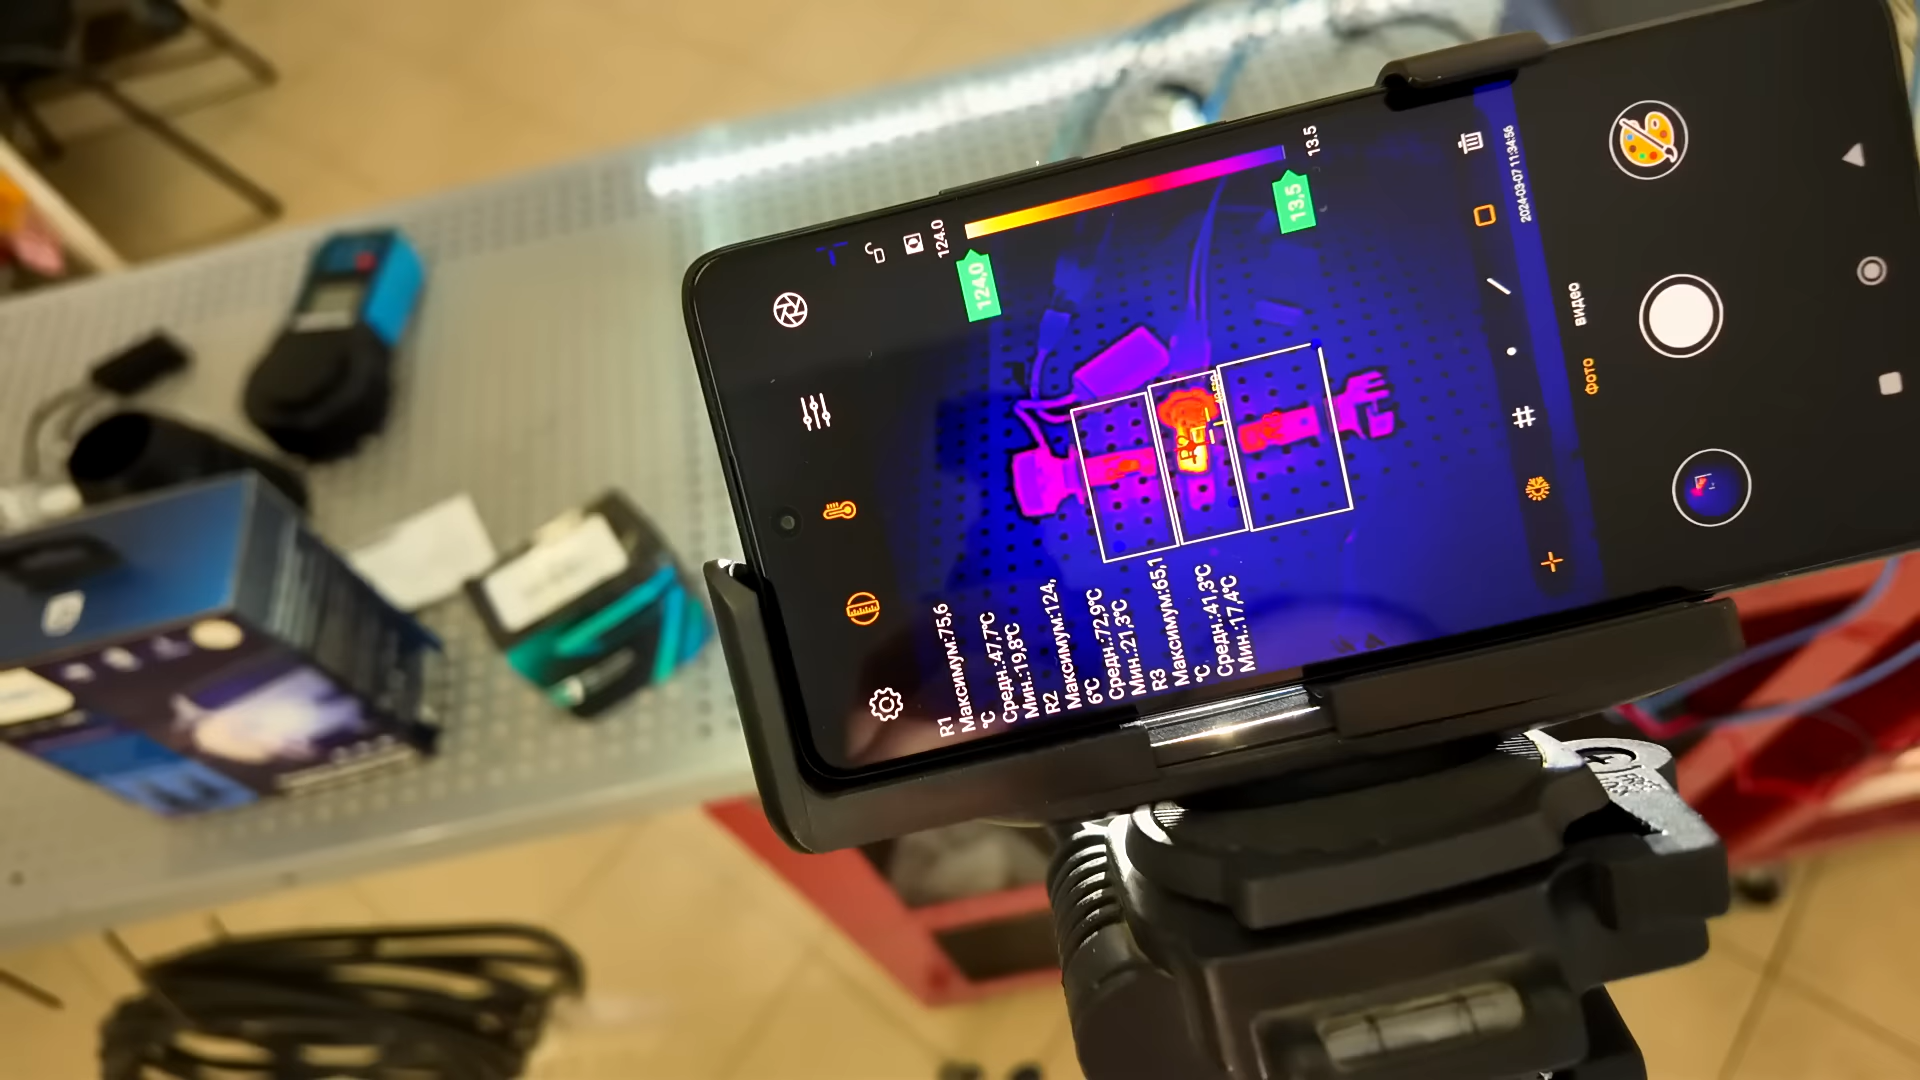 R1
Максимум:75,6
°C
Средн.:47,7°C
Мин.:19,8°C
R2
Максимум:124,
6°C
Средн.:72,9°C
Мин.:21,3°C
R3
Максимум:65,1
°C
Средн.:41,3°C
Мин.:17,4°C
124.0
124,0
13.5
13,5
R2
2024-03-07 11:34:56
фото
видео